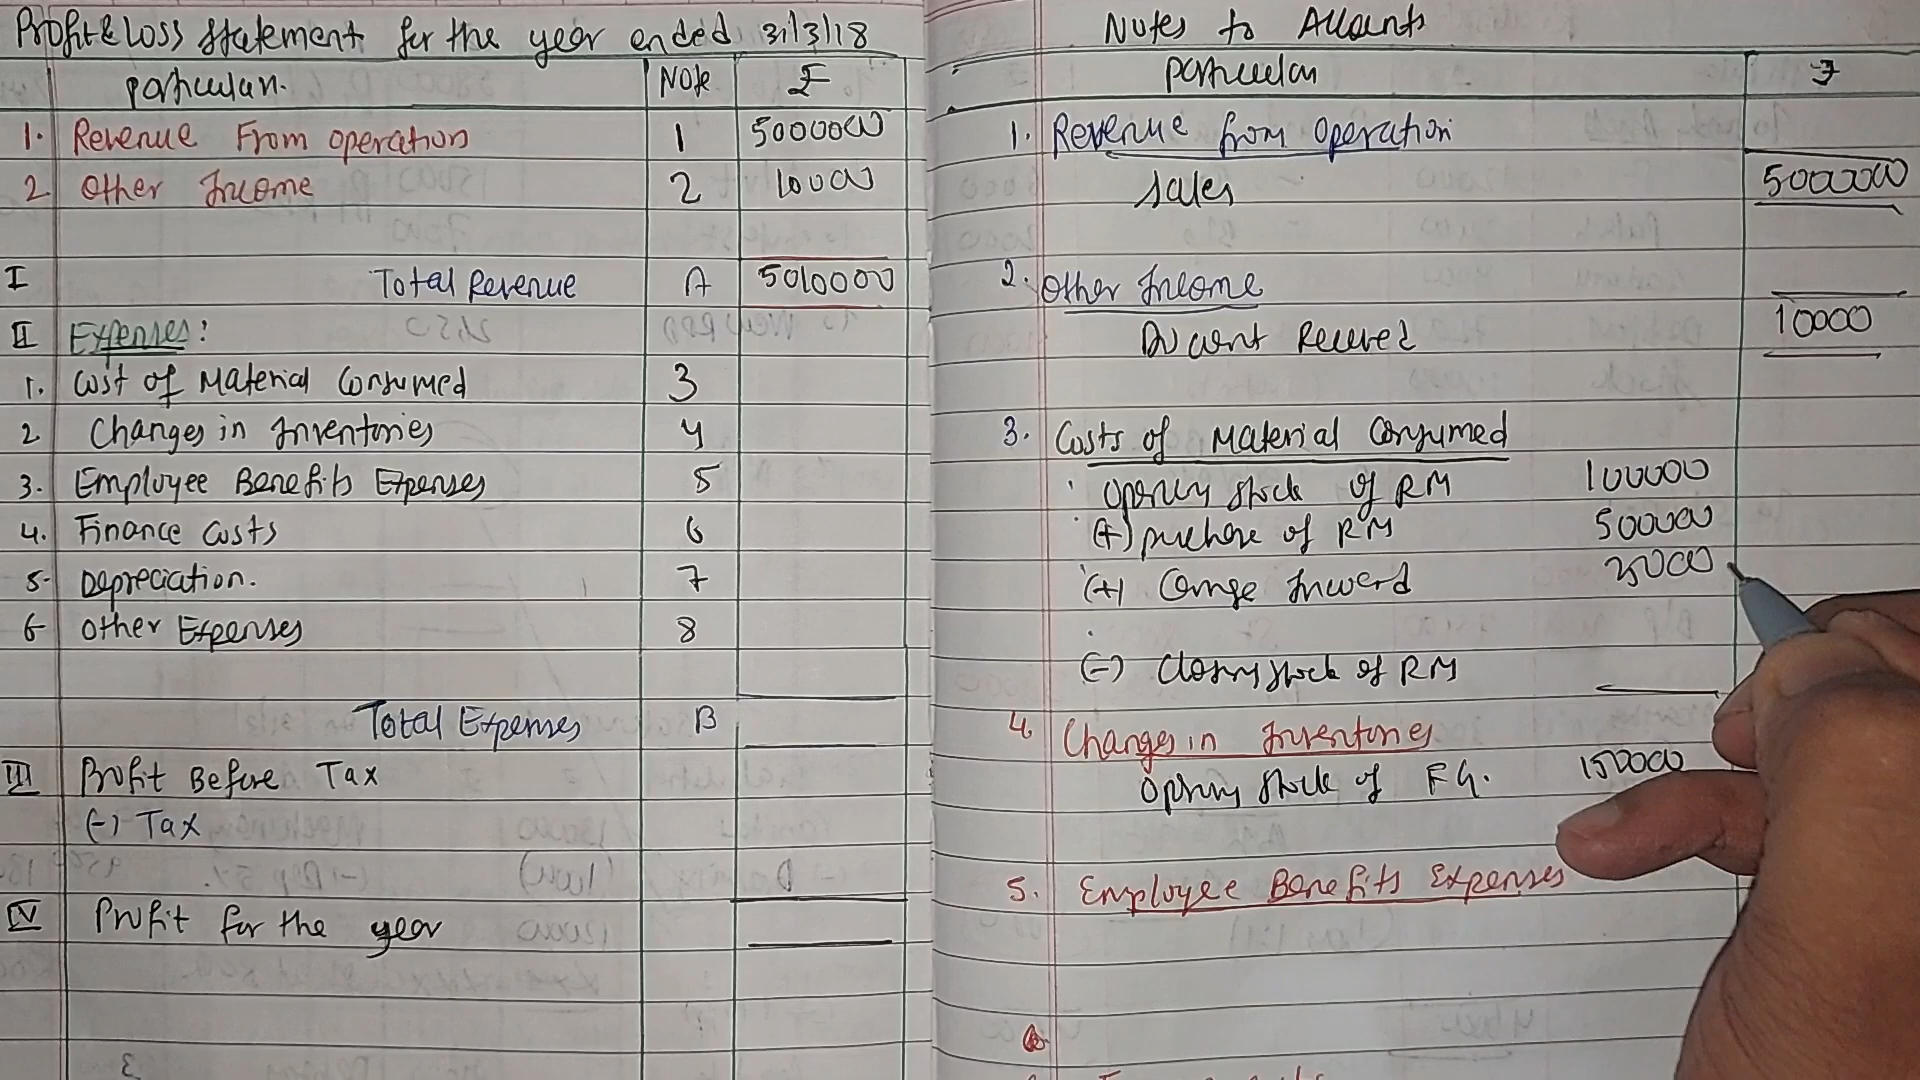 Profit & Loss Statement for the year ended 31/3/18
Particulars. Note ₹
1. Revenue From operation 1 5000000
2 Other Income 2 10000
I Total Revenue A 5010000
II Expenses:
1. Cost of Material Consumed 3
2 Changes in Inventories 4
3. Employee Benefits Expenses 5
4. Finance Costs 6
5- Depreciation. 7
6- Other Expenses 8
Total Expenses B
III Profit Before Tax
(-) Tax
IV Profit for the year
Notes to Accounts
Particulars ₹
1. Revenue from operation
Sales 5000000
2. Other Income
Discount Received 10000
3. Costs of Material Consumed
Opening Stock of RM 100000
(+) purchase of RM 500000
(+) Carriage Inward
(-) Closing stock of RM
4. Changes in Inventories
Opening Stock of FG. 150000
5. Employee Benefits Expenses